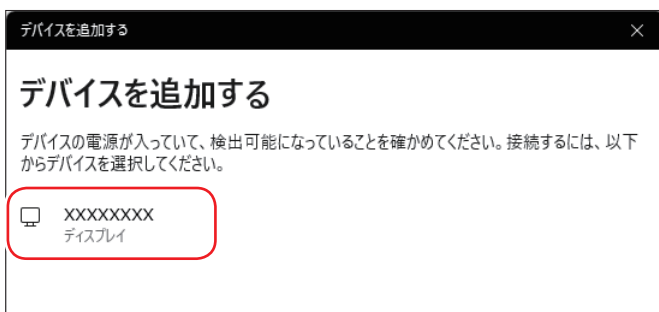 デバイスを追加する
デバイスを追加する
デバイスの電源が入っていて、検出可能になっていることを確かめてください。接続するには、以下
からデバイスを選択してください。
XXXXXXXX
ディスプレイ